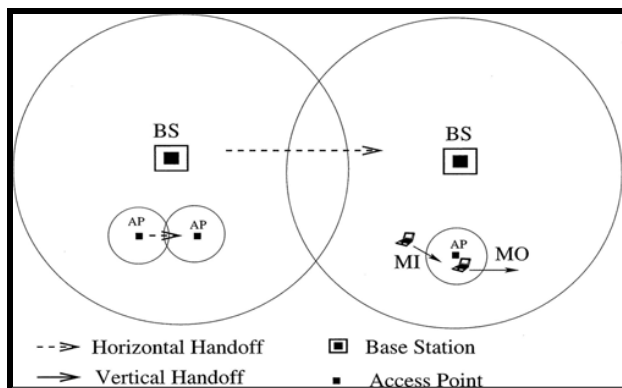 BS
BS
AP
AP
AP
MI
MO
Horizontal Handoff
Base Station
Vertical Handoff
Access Point